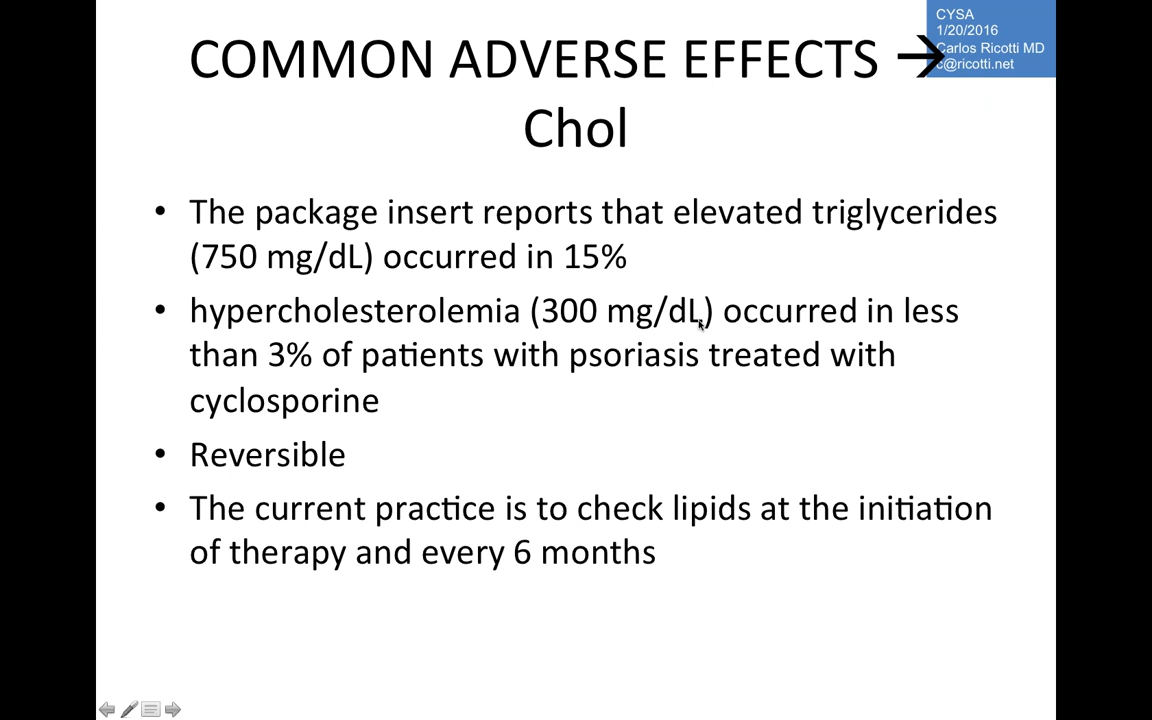 CYSA
1/20/2016
Carlos Ricotti MD
c@ricotti.net
COMMON ADVERSE EFFECTS →
Chol
• The package insert reports that elevated triglycerides
(750 mg/dL) occurred in 15%
• hypercholesterolemia (300 mg/dL) occurred in less
than 3% of patients with psoriasis treated with
cyclosporine
• Reversible
• The current practice is to check lipids at the initiation
of therapy and every 6 months